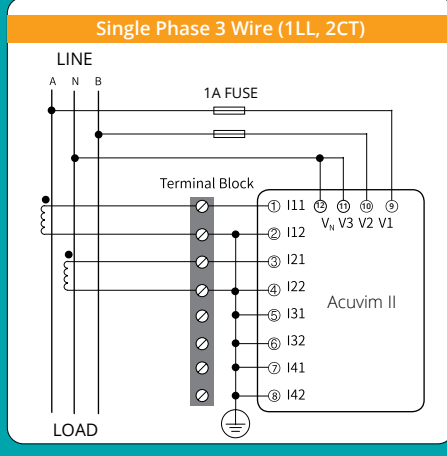 Single Phase 3 Wire (1LL, 2CT)
LINE
A N B
1A FUSE
Terminal Block
1 I11 12 11 10 9
VN V3 V2 V1
2 I12
3 I21
4 I22
Acuvim II
5 I31
6 I32
7 I41
8 I42
LOAD